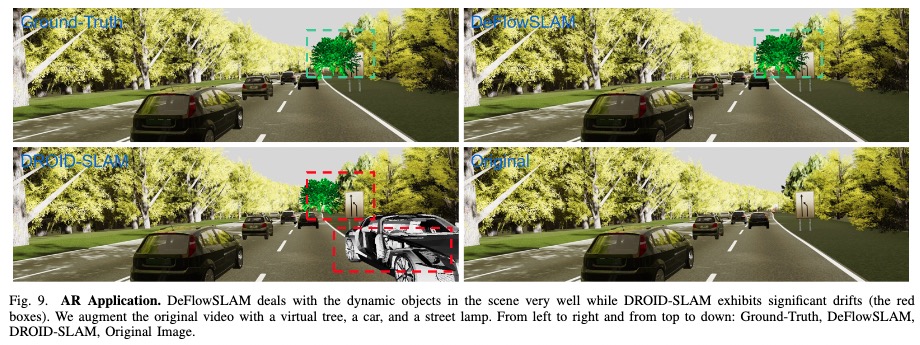 Ground-Truth
DeFlowSLAM
DROID-SLAM
Original
Fig. 9. AR Application. DeFlowSLAM deals with the dynamic objects in the scene very well while DROID-SLAM exhibits significant drifts (the red
boxes). We augment the original video with a virtual tree, a car, and a street lamp. From left to right and from top to down: Ground-Truth, DeFlowSLAM,
DROID-SLAM, Original Image.